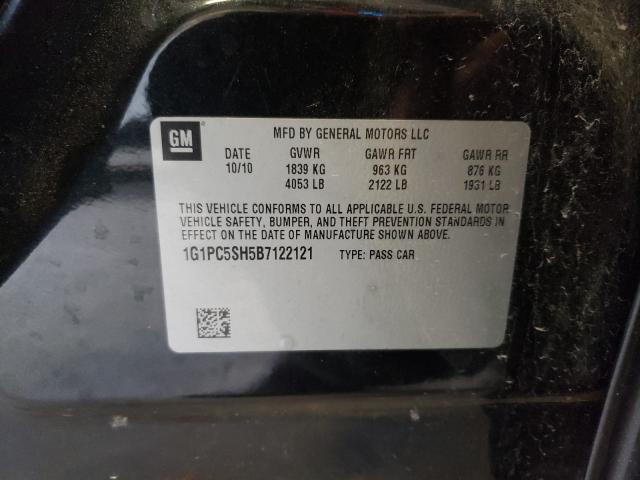 GM ® MFD BY GENERAL MOTORS LLC
DATE GVWR GAWR FRT GAWR RR
10/10 1839 KG 963 KG 876 KG
4053 LB 2122 LB 1931 LB
THIS VEHICLE CONFORMS TO ALL APPLICABLE U.S. FEDERAL MOTOR
VEHICLE SAFETY, BUMPER, AND THEFT PREVENTION STANDARDS IN
EFFECT ON THE DATE OF MANUFACTURE SHOWN ABOVE.
1G1PC5SH5B7122121 TYPE: PASS CAR